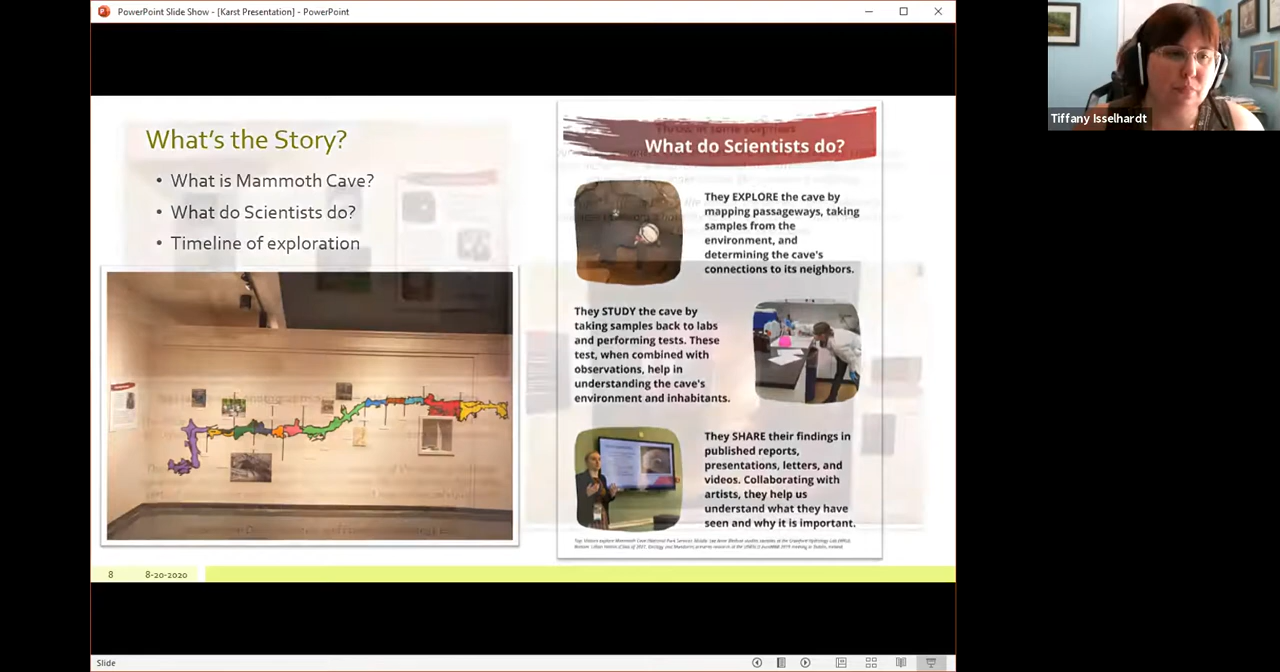 PowerPoint Slide Show - [Karst Presentation] - PowerPoint
Tiffany Isselhardt
What's the Story?
• What is Mammoth Cave?
• What do Scientists do?
• Timeline of exploration
What do Scientists do?
They EXPLORE the cave by
mapping passageways, taking
samples from the
environment, and
determining the cave's
connections to its neighbors.
They STUDY the cave by
taking samples back to labs
and performing tests. These
test, when combined with
observations, help in
understanding the cave's
environment and inhabitants.
They SHARE their findings in
published reports,
presentations, letters, and
videos. Collaborating with
artists, they help us
understand what they have
seen and why it is important.
8 8-20-2020
Slide